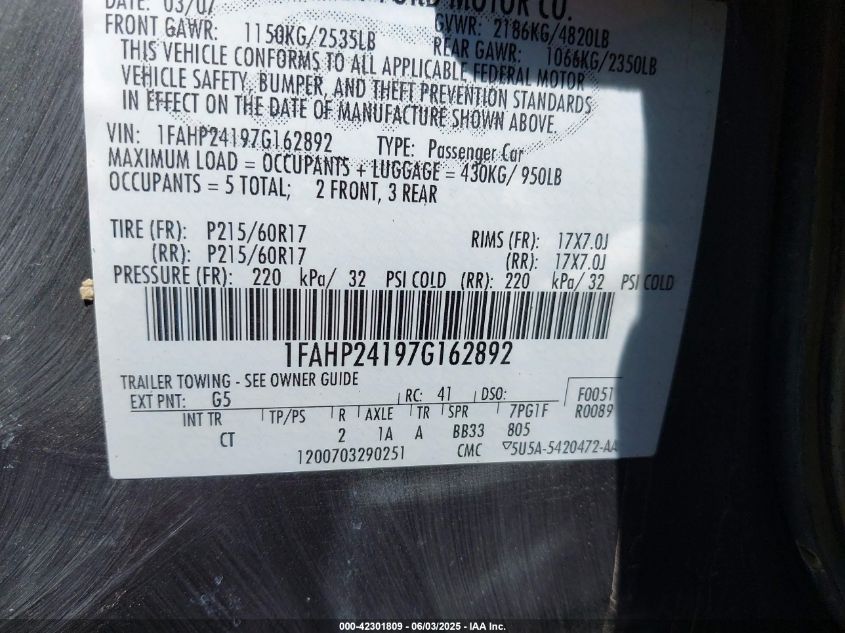 DATE: 03/07 FORD MOTOR CO.
FRONT GAWR: 1150KG/2535LB GVWR: 2186KG/4820LB
REAR GAWR: 1066KG/2350LB
THIS VEHICLE CONFORMS TO ALL APPLICABLE FEDERAL MOTOR
VEHICLE SAFETY, BUMPER, AND THEFT PREVENTION STANDARDS
IN EFFECT ON THE DATE OF MANUFACTURE SHOWN ABOVE.
VIN: 1FAHP24197G162892 TYPE: Passenger Car
MAXIMUM LOAD = OCCUPANTS + LUGGAGE = 430KG/ 950LB
OCCUPANTS = 5 TOTAL; 2 FRONT, 3 REAR
TIRE (FR): P215/60R17 RIMS (FR): 17X7.0J
(RR): P215/60R17 (RR): 17X7.0J
PRESSURE (FR): 220 kPa/ 32 PSI COLD (RR): 220 kPa/ 32 PSI COLD
1FAHP24197G162892
TRAILER TOWING - SEE OWNER GUIDE
EXT PNT: G5 RC: 41 DSO: F0051
INT TR TP/PS R AXLE TR SPR 7PG1F R0089
CT 2 1A A BB33 805
1200703290251 CMC 5U5A-5420472-AA
000-42301809 - 06/03/2025 - IAA Inc.